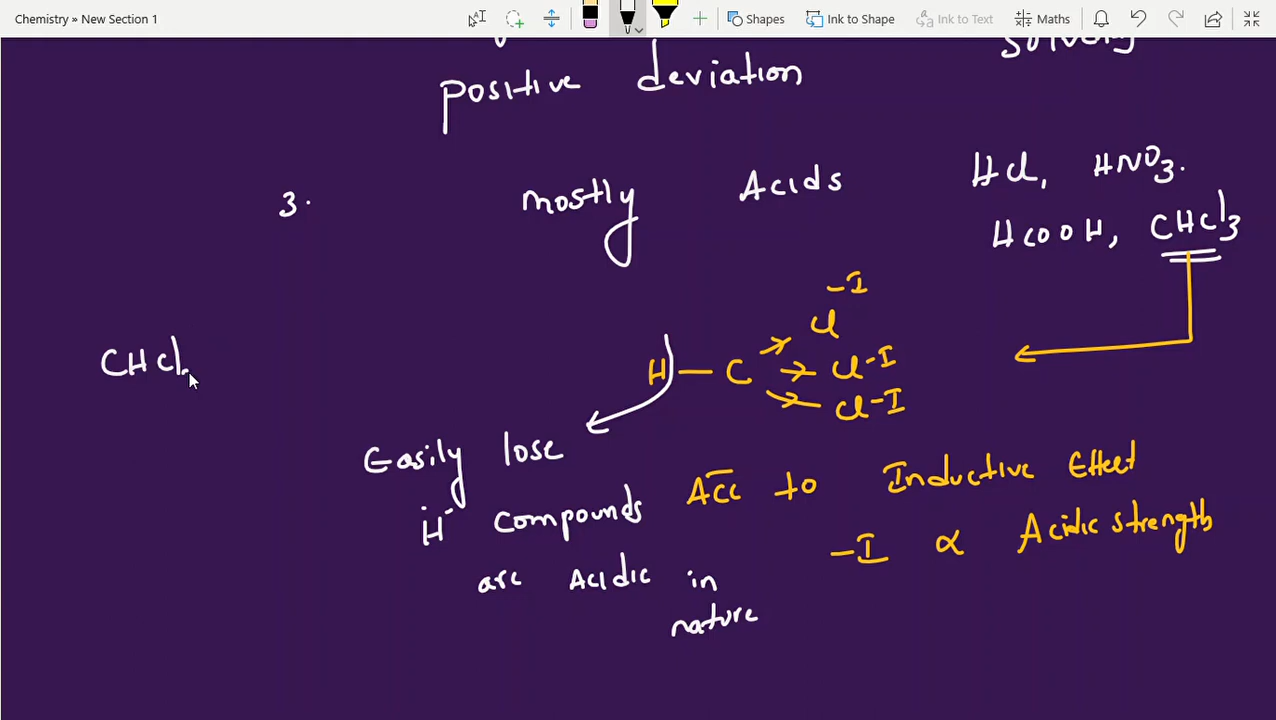 Chemistry » New Section 1
Shapes
Ink to Shape
Ink to Text
Maths
positive deviation
3. mostly Acids HCl, HNO3.
HCOOH, CHCl3
-I
Cl
CHCl
H — C Cl -I
Cl -I
Easily lose
H- compounds
are Acidic in
nature
Acc to Inductive Effect
-I ∝ Acidic strength